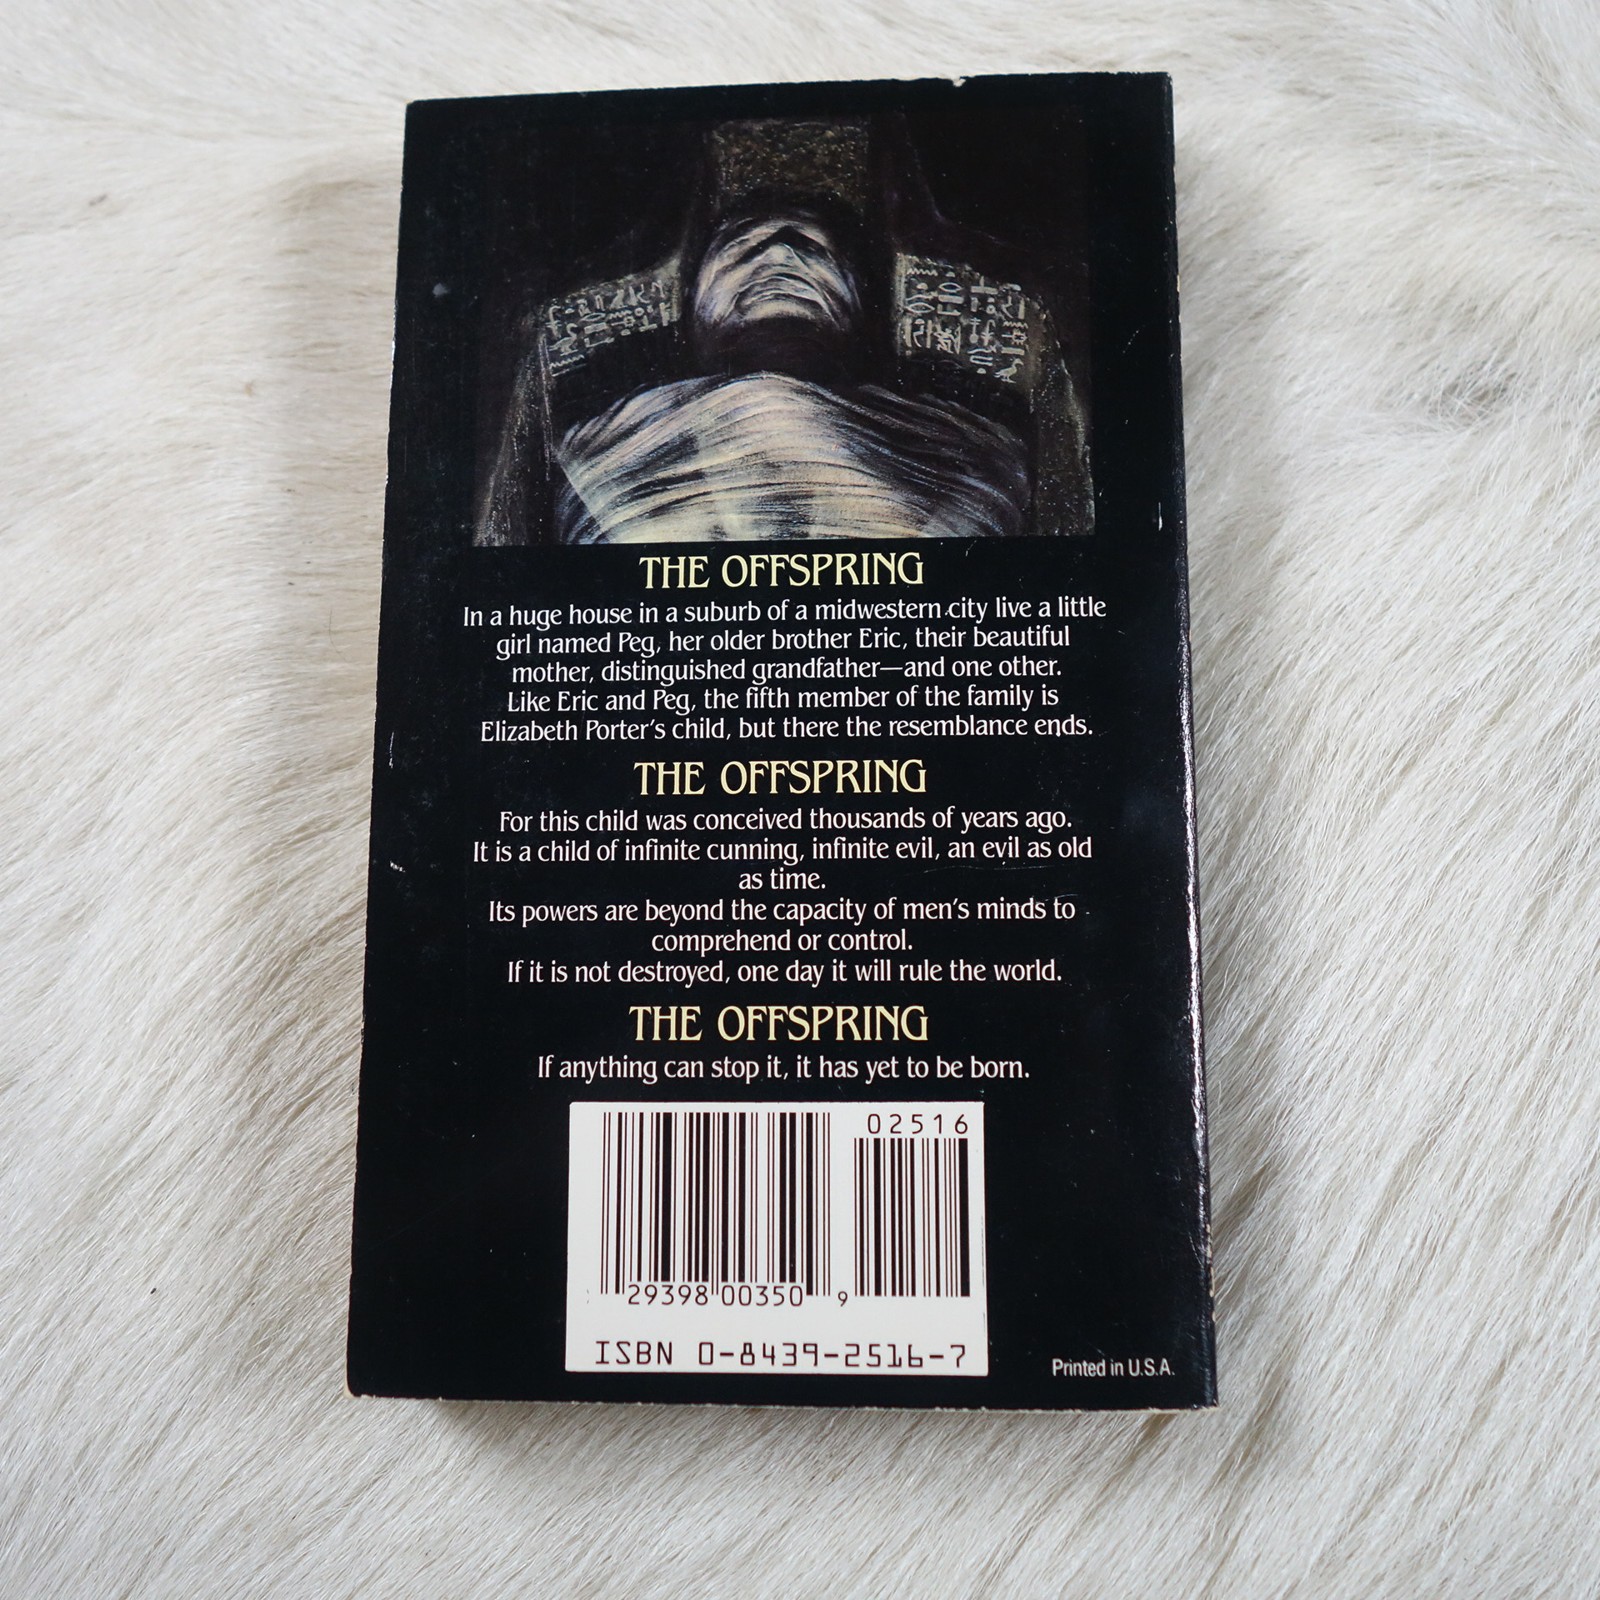 THE OFFSPRING
In a huge house in a suburb of a midwestern city live a little
girl named Peg, her older brother Eric, their beautiful
mother, distinguished grandfather—and one other.
Like Eric and Peg, the fifth member of the family is
Elizabeth Porter's child, but there the resemblance ends.
THE OFFSPRING
For this child was conceived thousands of years ago.
It is a child of infinite cunning, infinite evil, an evil as old
as time.
Its powers are beyond the capacity of men's minds to
comprehend or control.
If it is not destroyed, one day it will rule the world.
THE OFFSPRING
If anything can stop it, it has yet to be born.
02516
29398 00350 9
ISBN 0-8439-2516-7
Printed in U.S.A.